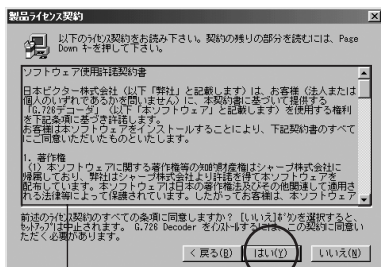 製品ライセンス契約
以下のライセンス契約をお読み下さい。契約の残りの部分を読むには、Page
Down キーを押して下さい。
ソフトウェア使用許諾契約書
日本ビクター株式会社（以下「弊社」と記載します）は、お客様（法人または
個人のいずれであるかを問いません）に、本契約書に基づいて提供する
「G.726デコーダ」（以下「本ソフトウェア」と記載します）を使用する権利
を下記条項に基づき許諾します。
お客様は本ソフトウェアをインストールすることにより、下記契約書のすべて
にご同意いただいたものといたします。
1. 著作権
(1) 本ソフトウェアに関する著作権等の知的財産権はシャープ株式会社に
帰属しており、弊社はシャープ株式会社より許諾を得て本ソフトウェアを
配布しています。本ソフトウェアは日本の著作権法及びその他関連して適用さ
れる法律等によって保護されています。したがってお客様は、本ソフトウェア
前述のライセンス契約のすべての条項に同意しますか？ [いいえ]ボタンを選択すると、
セットアップは中止されます。 G.726 Decoder をインストールするには、この契約に同意い
ただく必要があります。
< 戻る(B)
はい(Y)
いいえ(N)